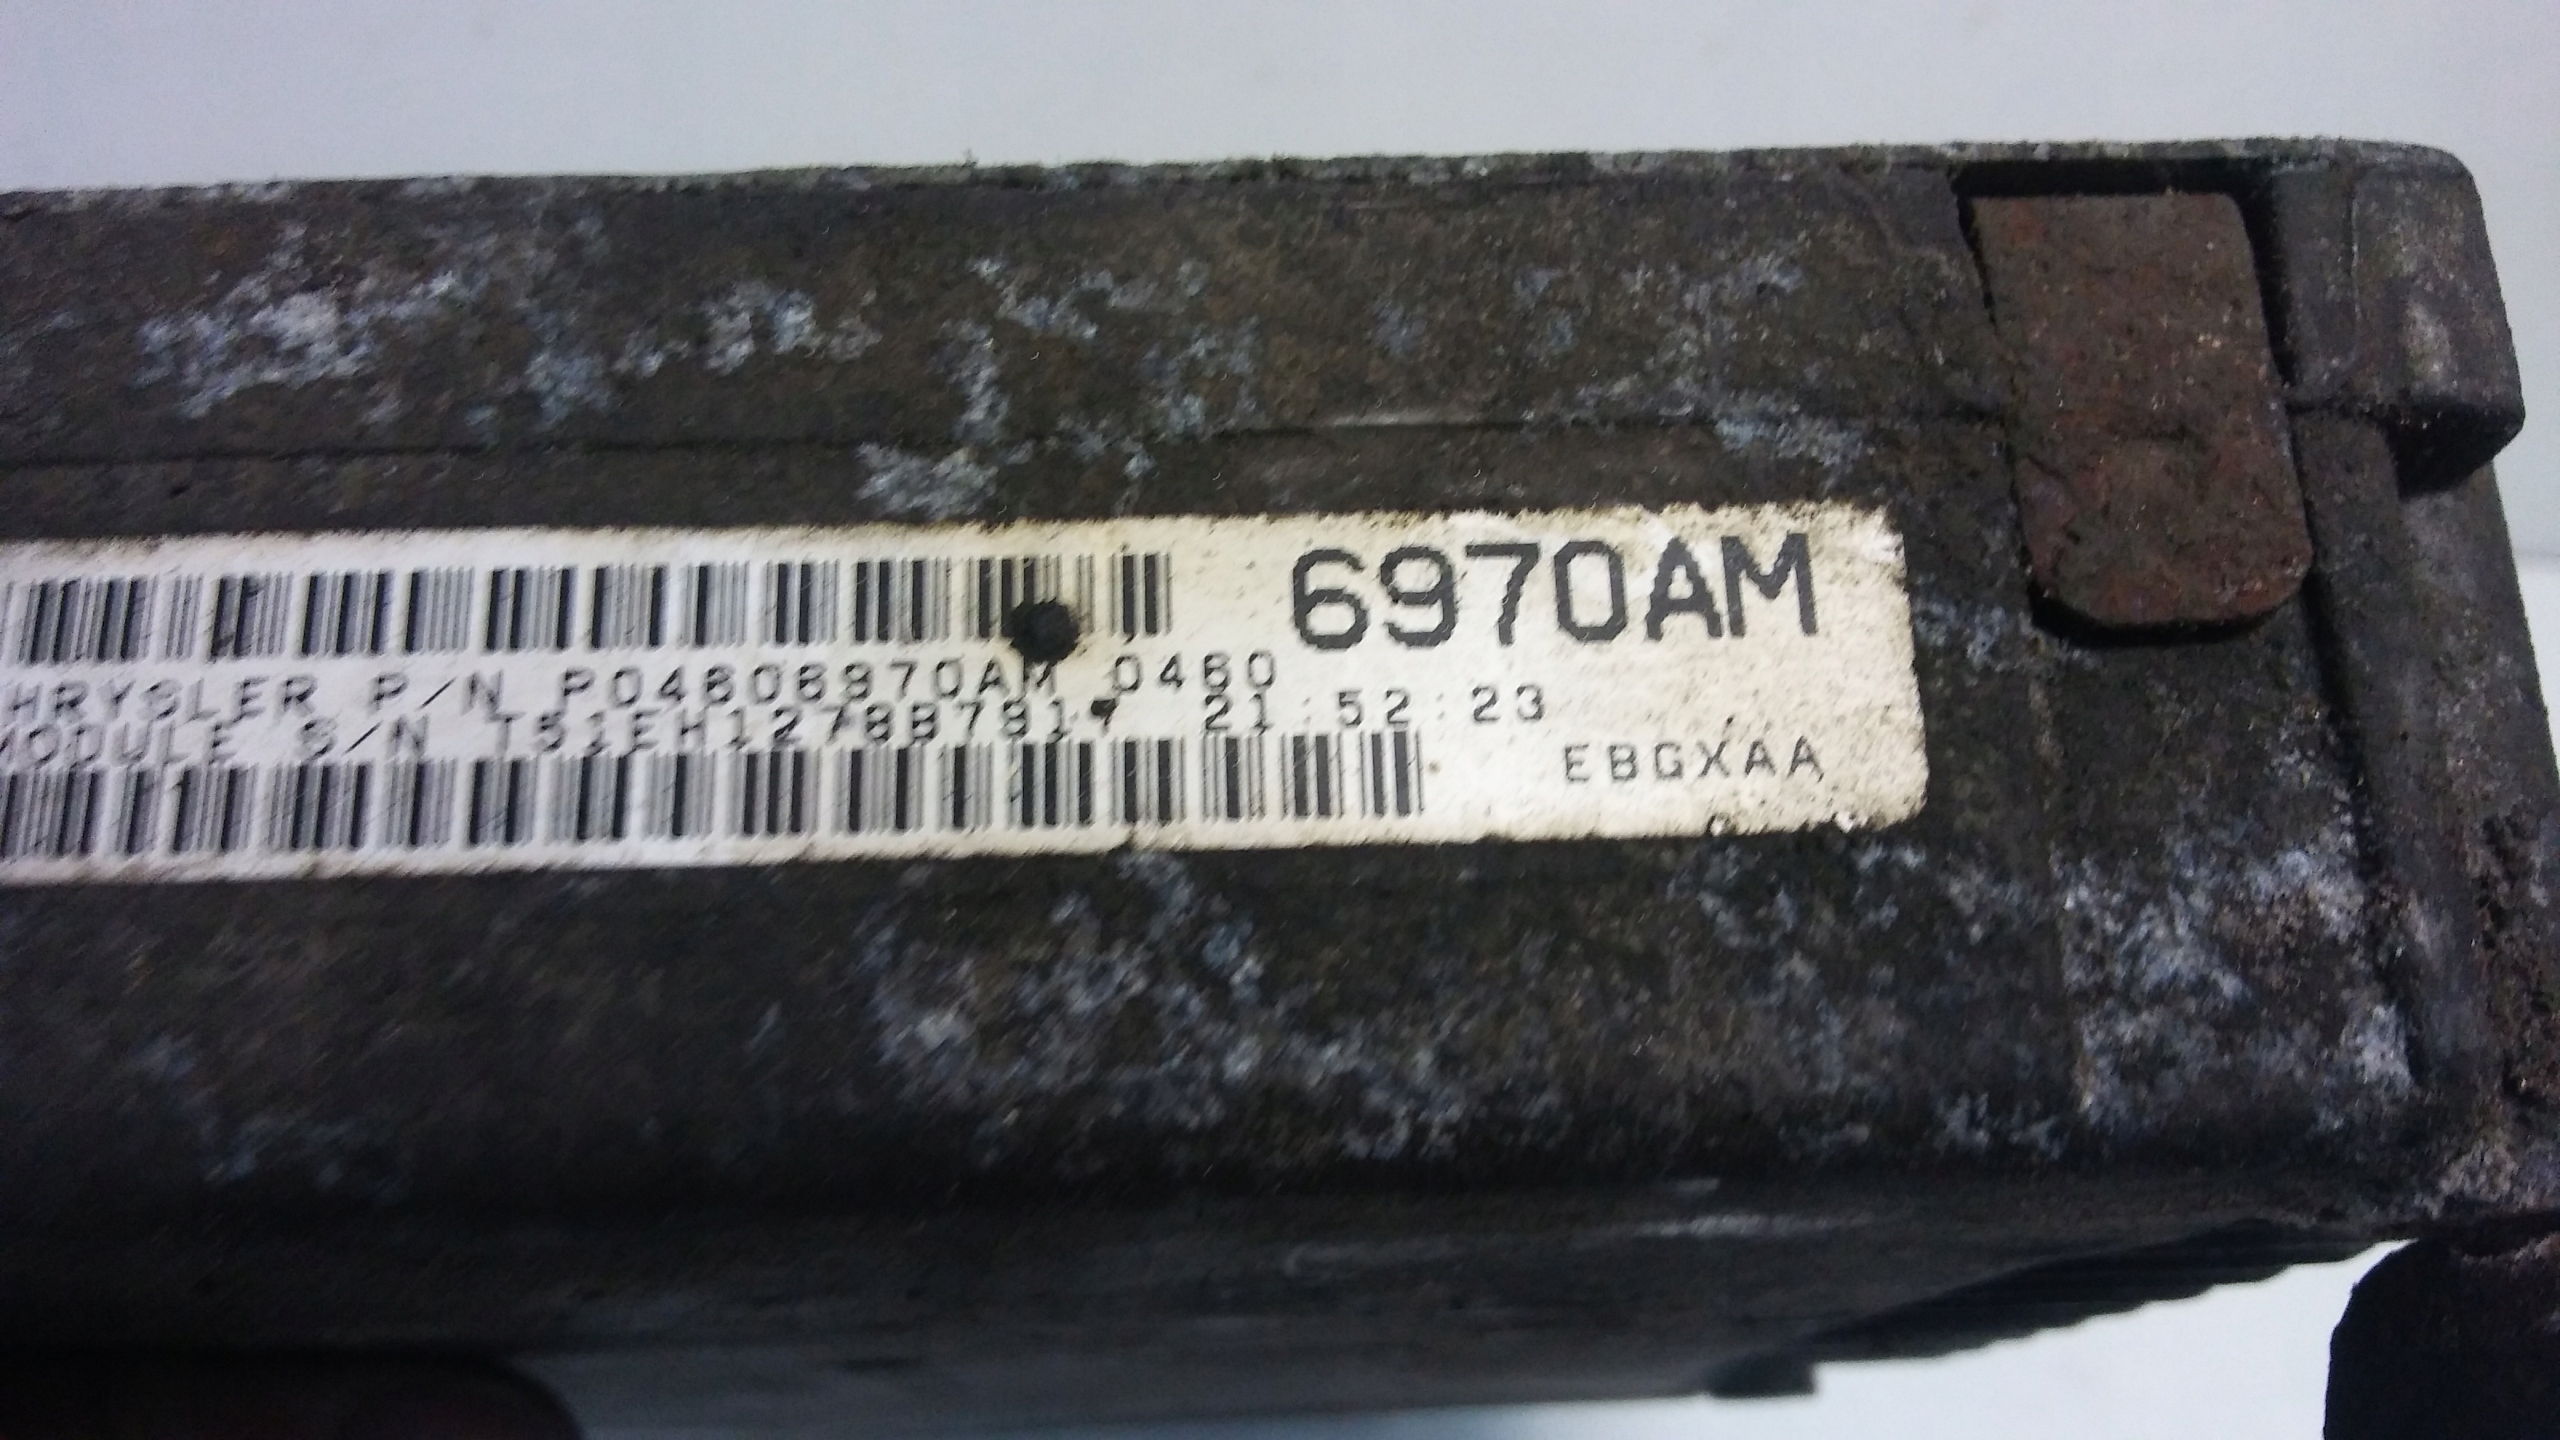 6970AM
HRYSLER P/N P04606970AM 0460
MODULE S/N 21:52:23
EBGXAA